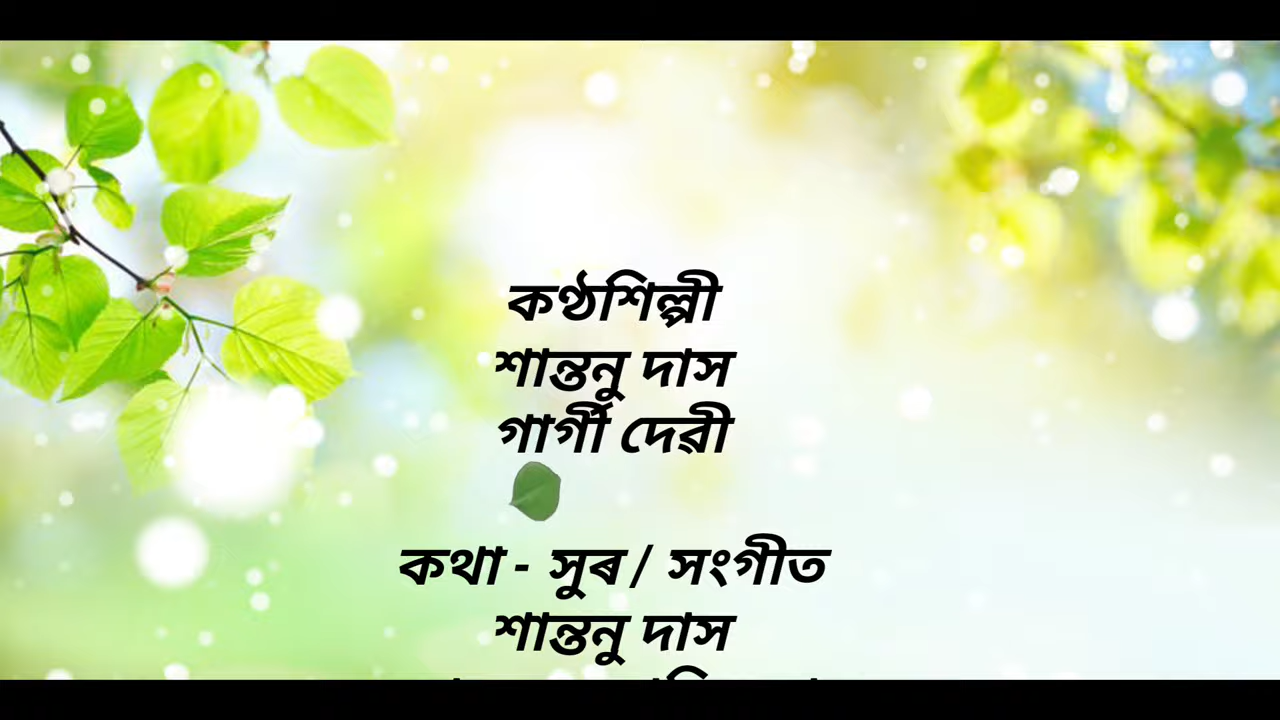 কণ্ঠশিল্পী
শান্তনু দাস
গাৰ্গী দেৱী
কথা - সুৰ / সংগীত
শান্তনু দাস